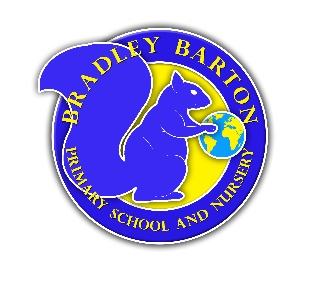 BRADLEY BARTON
PRIMARY SCHOOL AND NURSERY